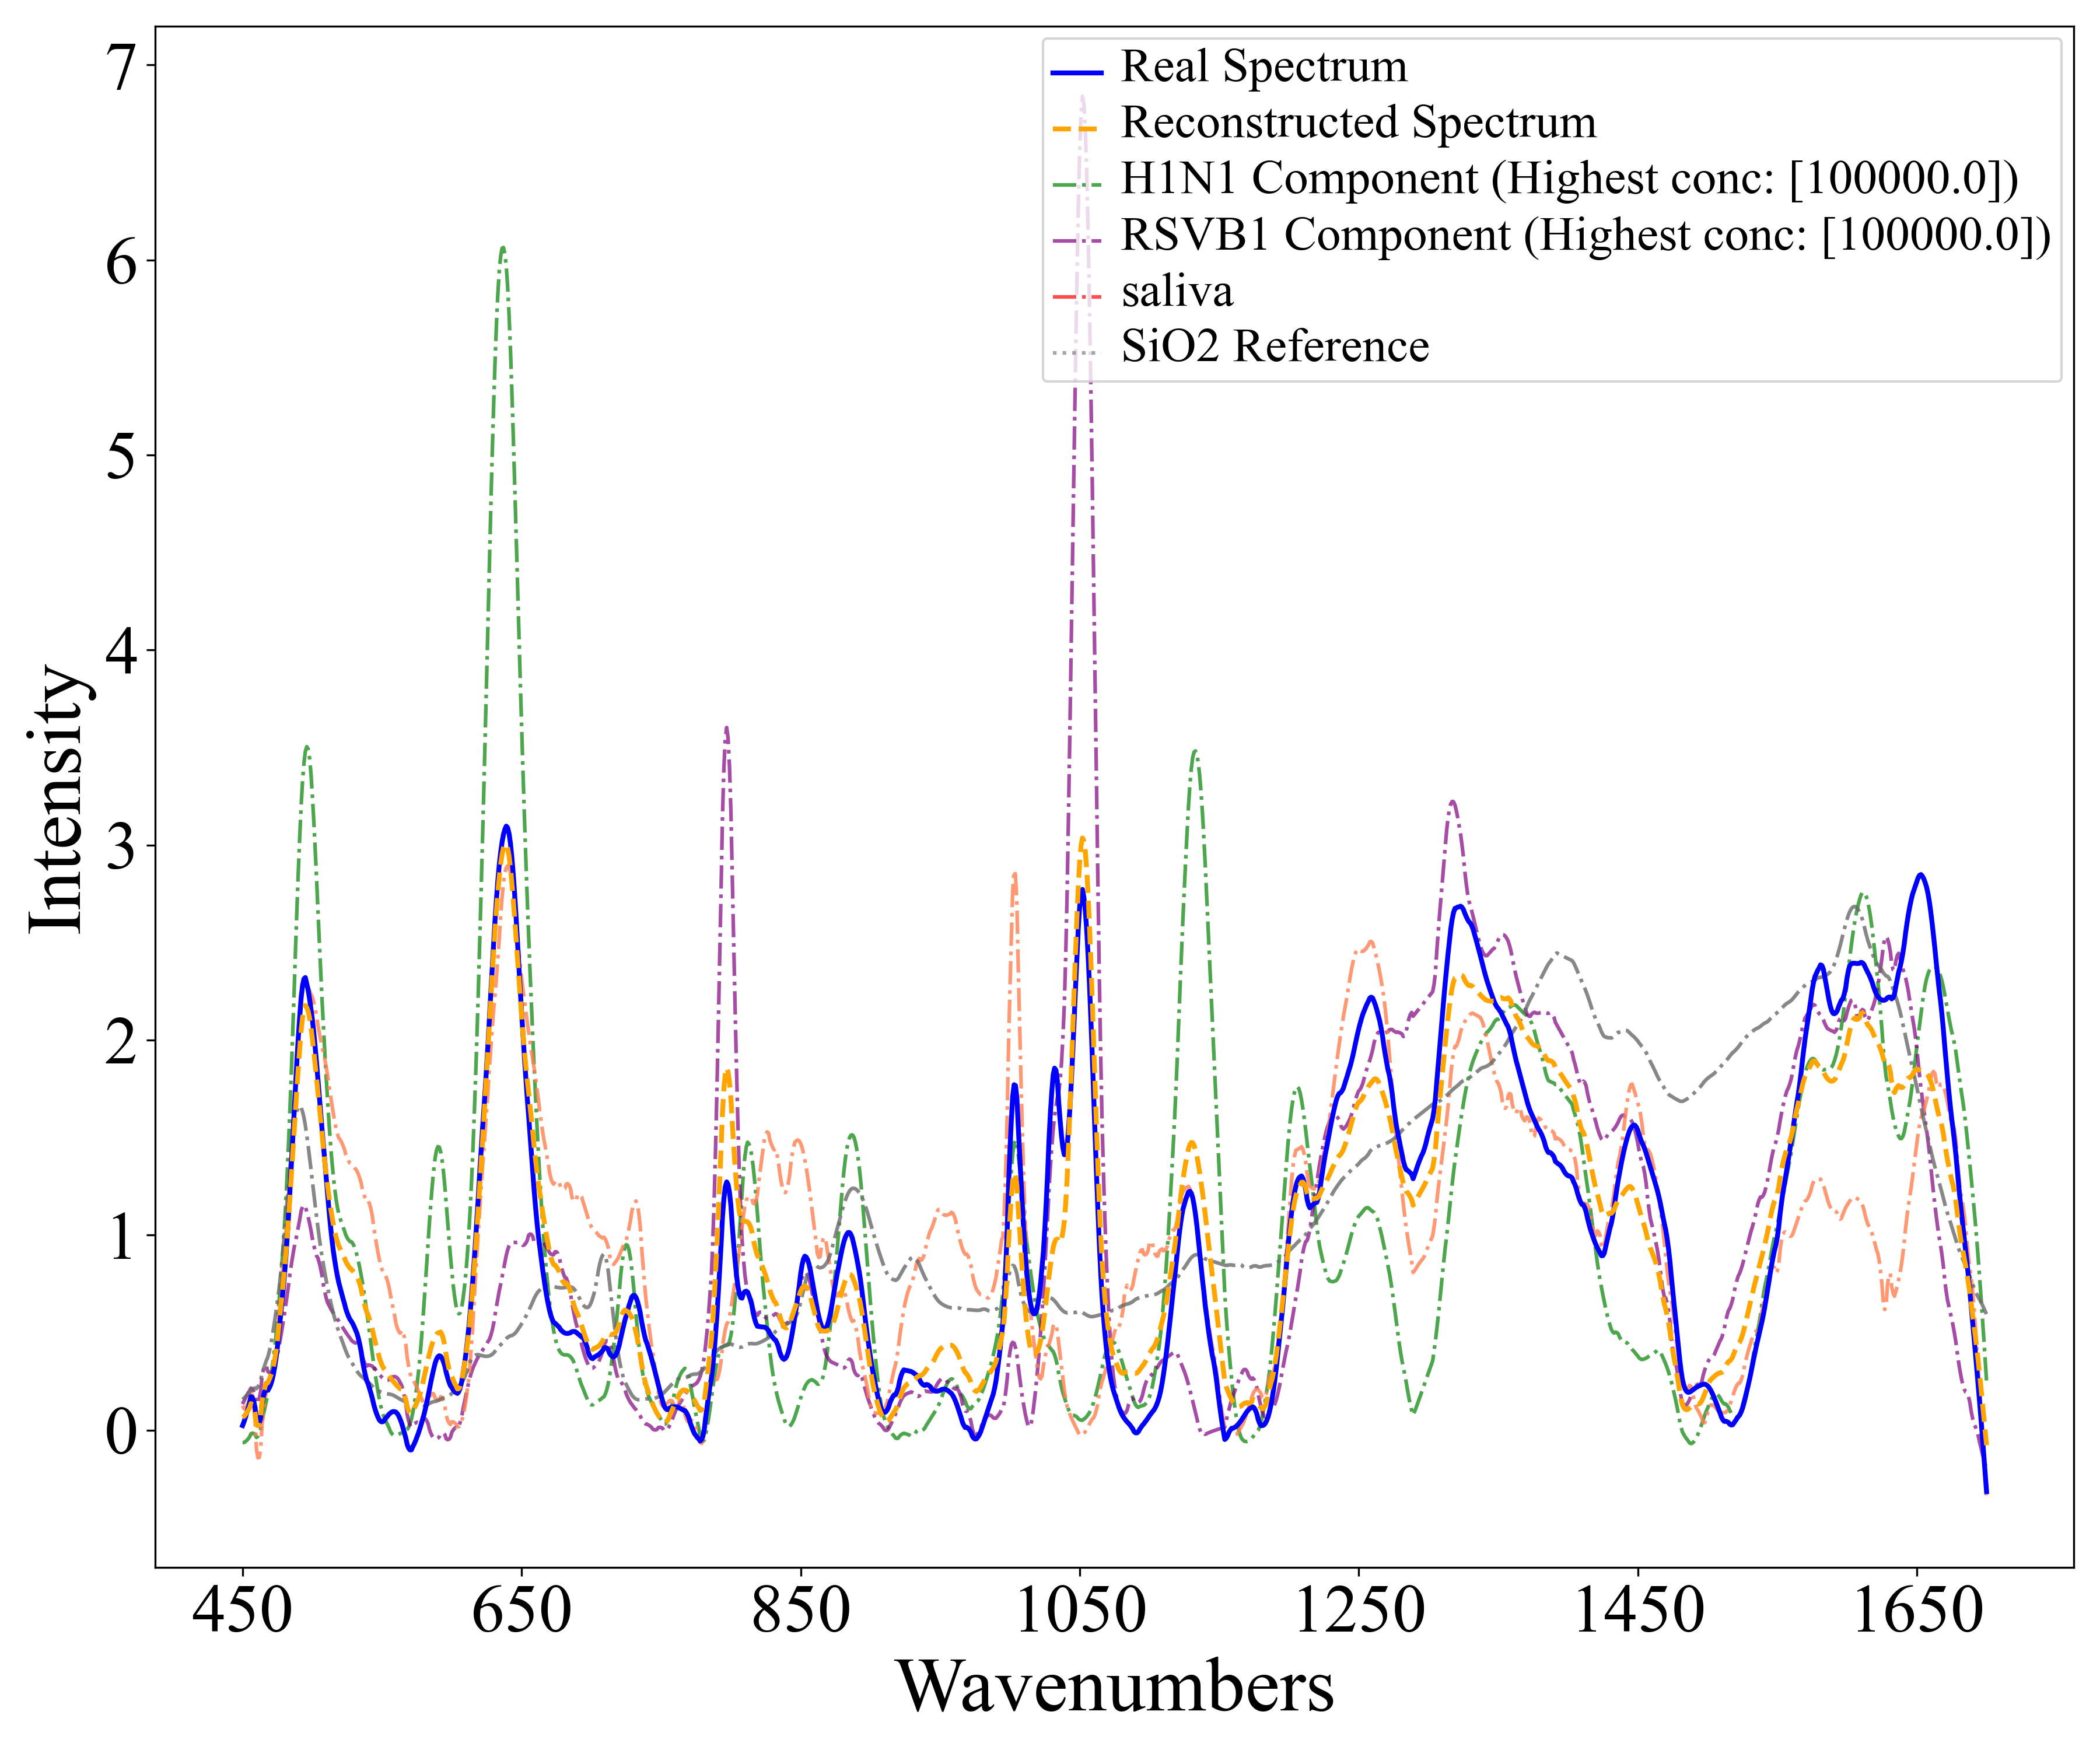 Real Spectrum
Reconstructed Spectrum
H1N1 Component (Highest conc: [100000.0])
RSVB1 Component (Highest conc: [100000.0])
saliva
SiO2 Reference
7
6
5
4
3
2
1
0
Intensity
450 650 850 1050 1250 1450 1650
Wavenumbers